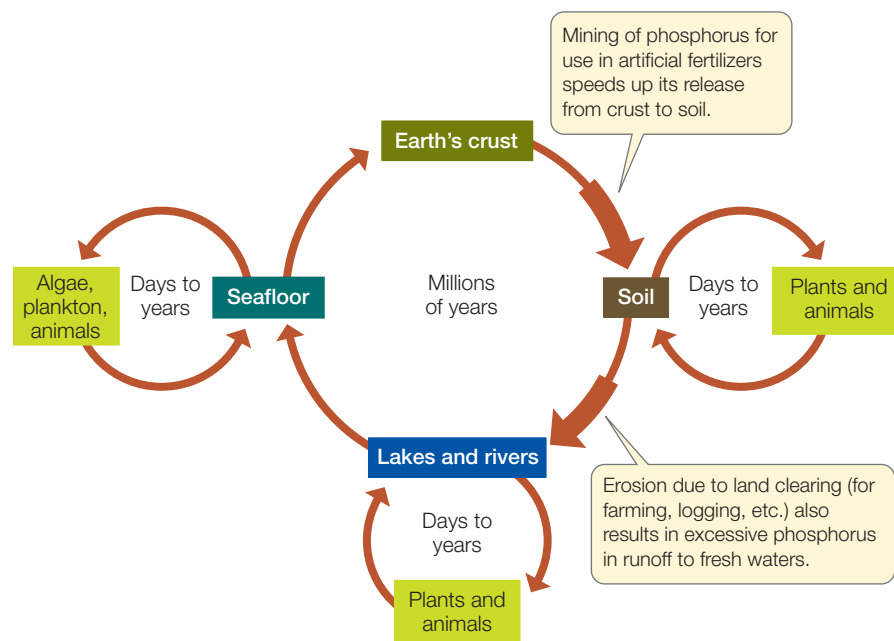 Mining of phosphorus for
use in artificial fertilizers
speeds up its release
from crust to soil.
Earth's crust
Algae,
plankton,
animals
Days to
years
Seafloor
Millions
of years
Soil
Days to
years
Plants and
animals
Lakes and rivers
Days to
years
Plants and
animals
Erosion due to land clearing (for
farming, logging, etc.) also
results in excessive phosphorus
in runoff to fresh waters.